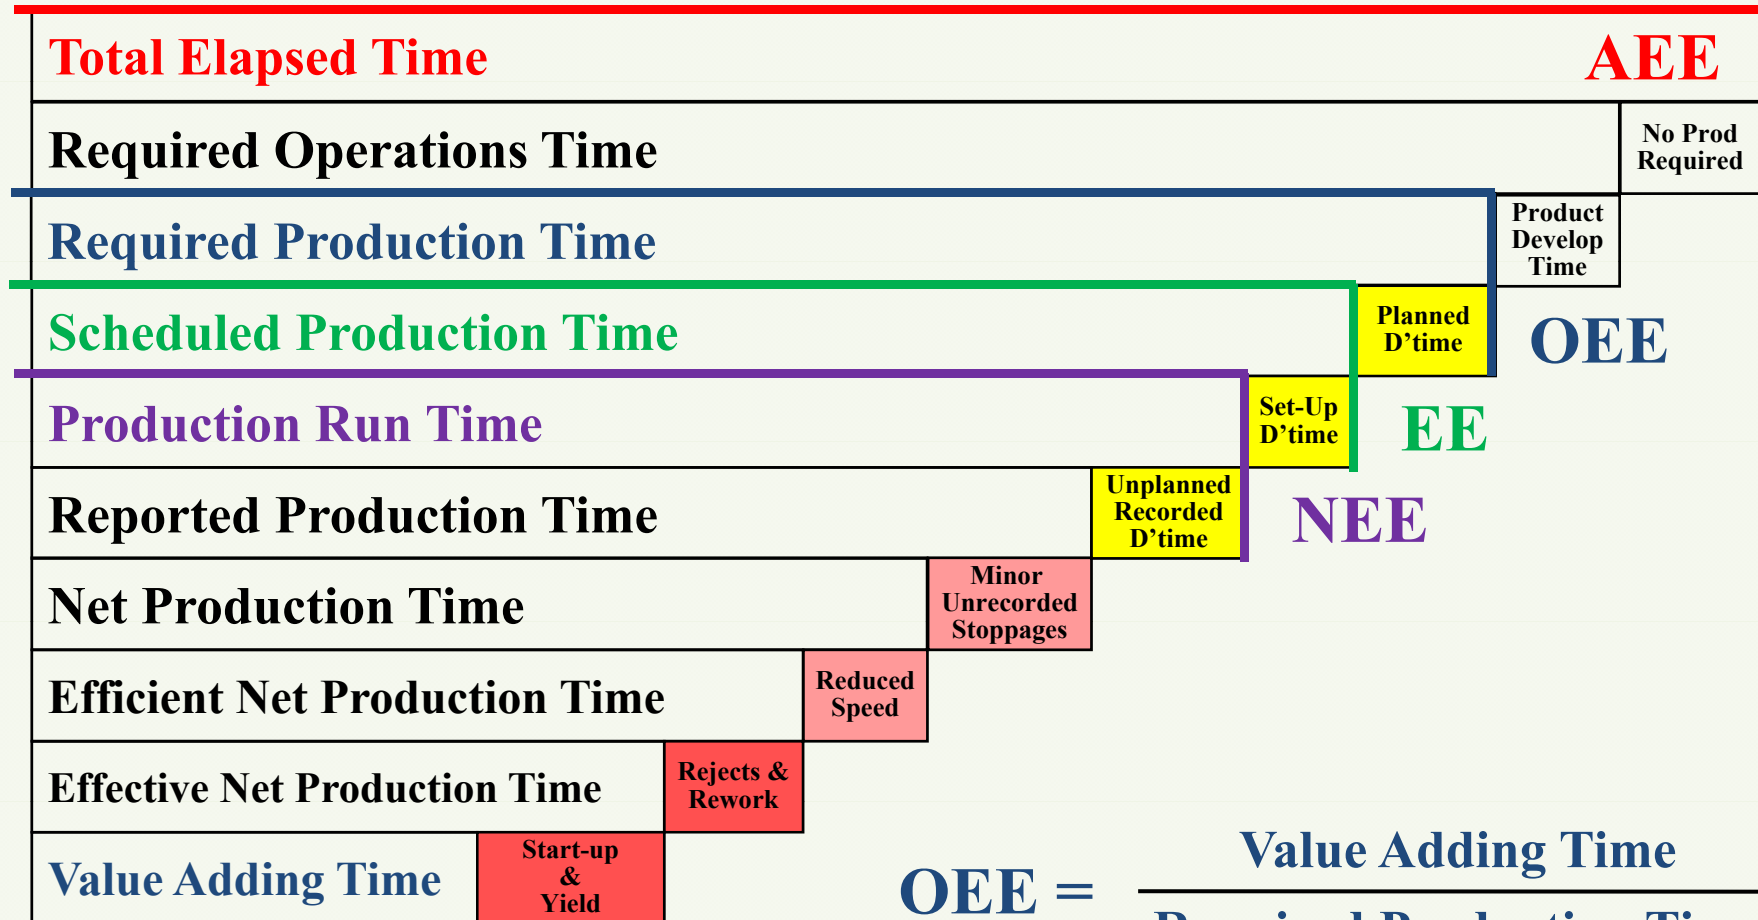 Total Elapsed Time
AEE
Required Operations Time
No Prod
Required
Required Production Time
Product
Develop
Time
Scheduled Production Time
Planned
D’time
OEE
Production Run Time
Set-Up
D’time
EE
Reported Production Time
Unplanned
Recorded
D’time
NEE
Net Production Time
Minor
Unrecorded
Stoppages
Efficient Net Production Time
Reduced
Speed
Effective Net Production Time
Rejects &
Rework
Value Adding Time
Start-up
&
Yield
OEE =
Value Adding Time
Required Production